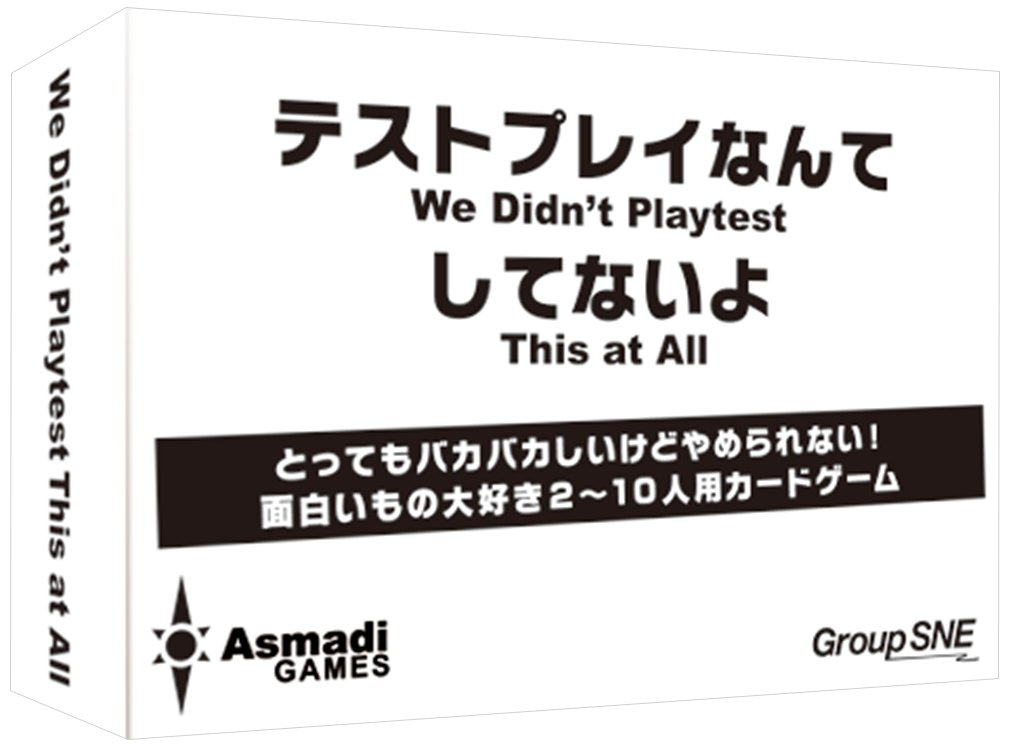 We Didn't Playtest This at All
テストプレイなんて
We Didn't Playtest
してないよ
This at All
とってもバカバカしいけどやめられない!
面白いもの大好き2～10人用カードゲーム
Asmadi
GAMES
Group SNE